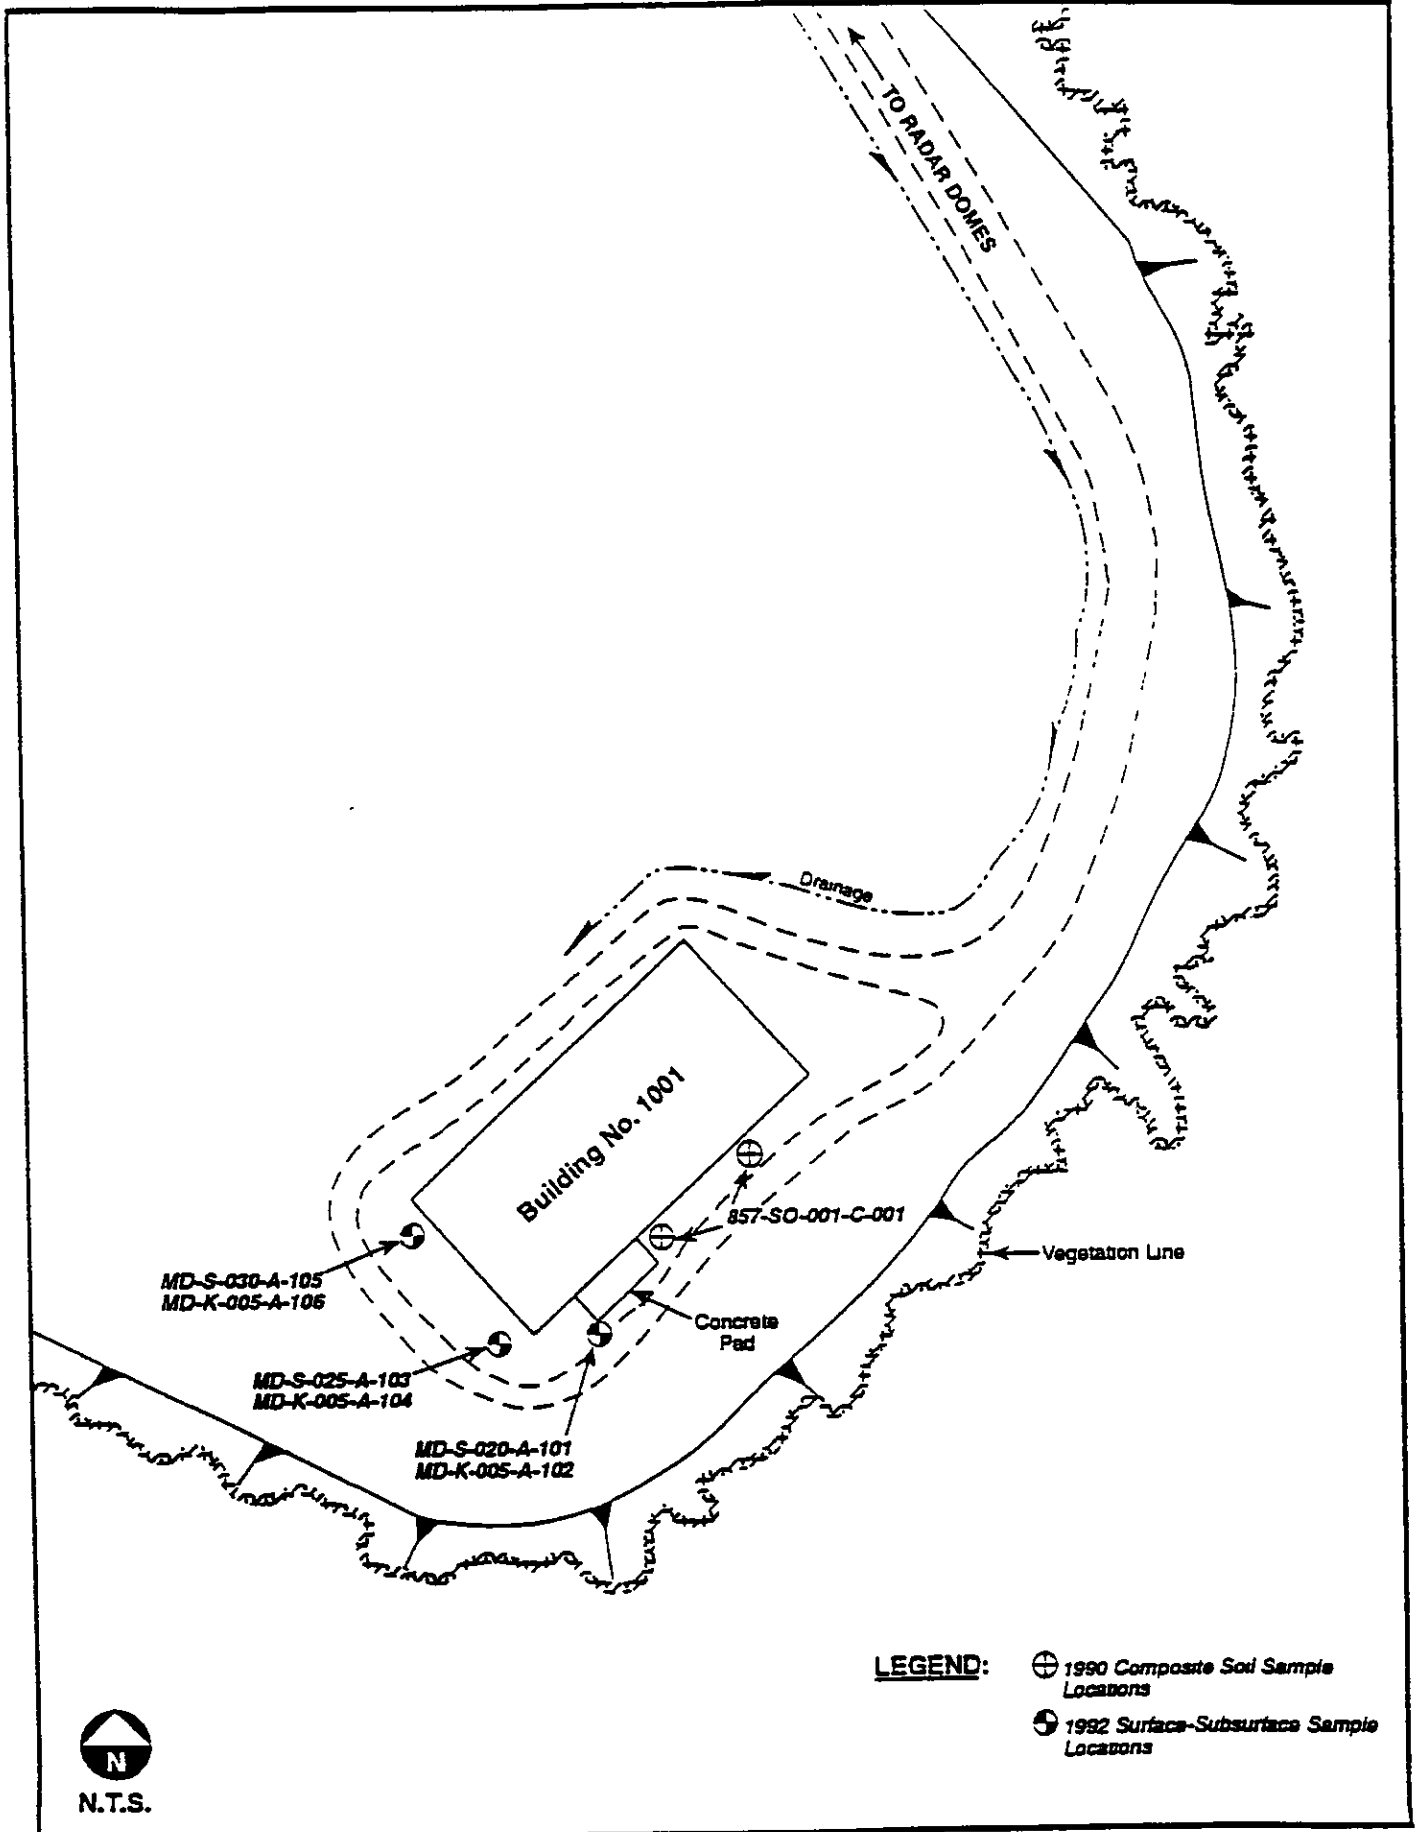 TO RADAR DOMES
Drainage
Building No. 1001
857-SO-001-C-001
Vegetation Line
MD-S-030-A-105
MD-K-005-A-106
Concrete
Pad
MD-S-025-A-103
MD-K-005-A-104
MD-S-020-A-101
MD-K-005-A-102
LEGEND:
1990 Composite Soil Sample
Locations
1992 Surface-Subsurface Sample
Locations
N
N.T.S.